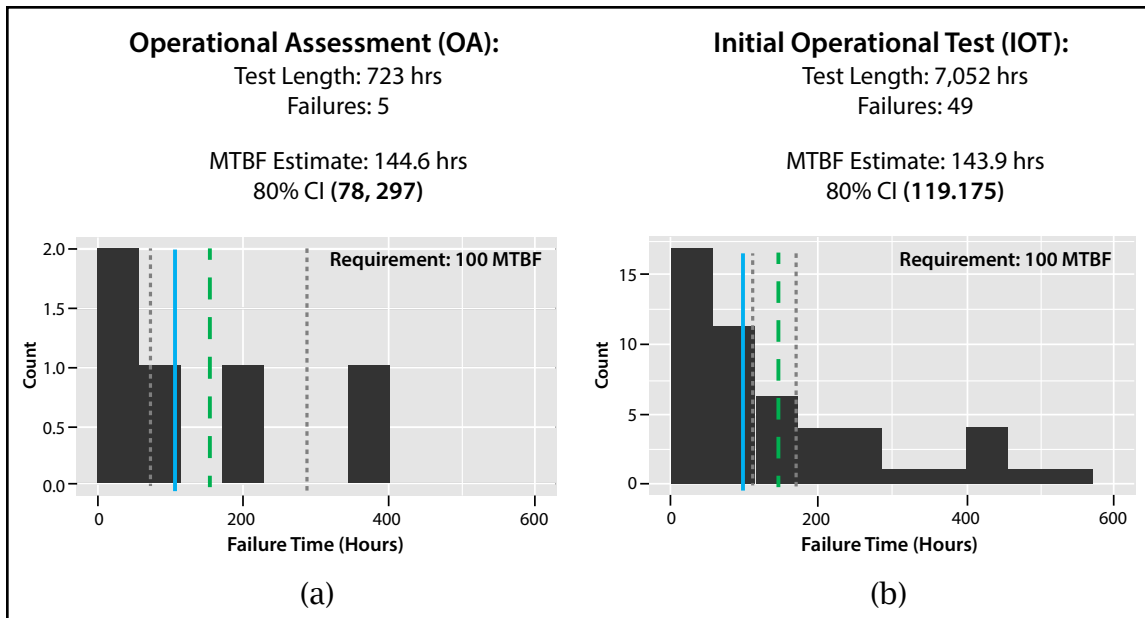 Operational Assessment (OA):
Test Length: 723 hrs
Failures: 5
MTBF Estimate: 144.6 hrs
80% CI (78, 297)
Requirement: 100 MTBF
2.0
1.5
1.0
0.5
0.0
Count
0 200 400 600
Failure Time (Hours)
(a)
Initial Operational Test (IOT):
Test Length: 7,052 hrs
Failures: 49
MTBF Estimate: 143.9 hrs
80% CI (119.175)
Requirement: 100 MTBF
15
10
5
0
Count
0 200 400 600
Failure Time (Hours)
(b)